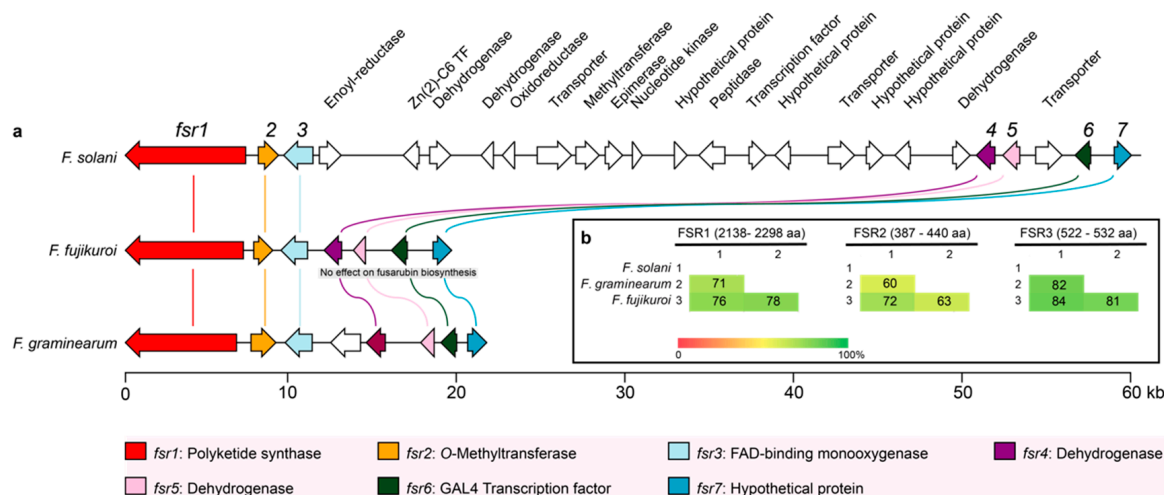 Enoyl-reductase
Zn(2)-C6 TF
Dehydrogenase
Dehydrogenase
Oxidoreductase
Transporter
Methyltransferase
Epimerase
Nucleotide kinase
Hypothetical protein
Peptidase
Transcription factor
Hypothetical protein
Transporter
Hypothetical protein
Hypothetical protein
Dehydrogenase
Transporter
a
fsr1 2 3 4 5 6 7
F. solani
F. fujikuroi
No effect on fusarubin biosynthesis
F. graminearum
b
FSR1 (2138- 2298 aa) FSR2 (387 - 440 aa) FSR3 (522 - 532 aa)
1 2 1 2 1 2
F. solani 1 1 1
F. graminearum 2 71 2 60 2 82
F. fujikuroi 3 76 78 3 72 63 3 84 81
0 100%
0 10 20 30 40 50 60 kb
fsr1: Polyketide synthase fsr2: O-Methyltransferase fsr3: FAD-binding monooxygenase fsr4: Dehydrogenase
fsr5: Dehydrogenase fsr6: GAL4 Transcription factor fsr7: Hypothetical protein